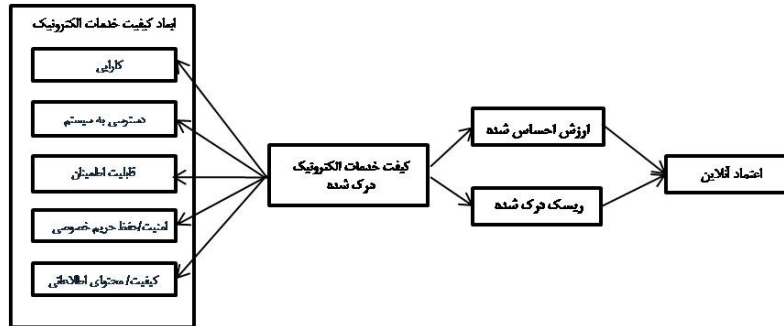 ابعاد کیفیت خدمات الکترونیک
کارایی
دسترسی به سیستم
قابلیت اطمینان
امنیت/حفظ حریم خصوصی
کیفیت/ محتوای اطلاعاتی
کیفت خدمات الکترونیک
درک شده
ارزش احساس شده
ریسک درک شده
اعتماد آنلاین